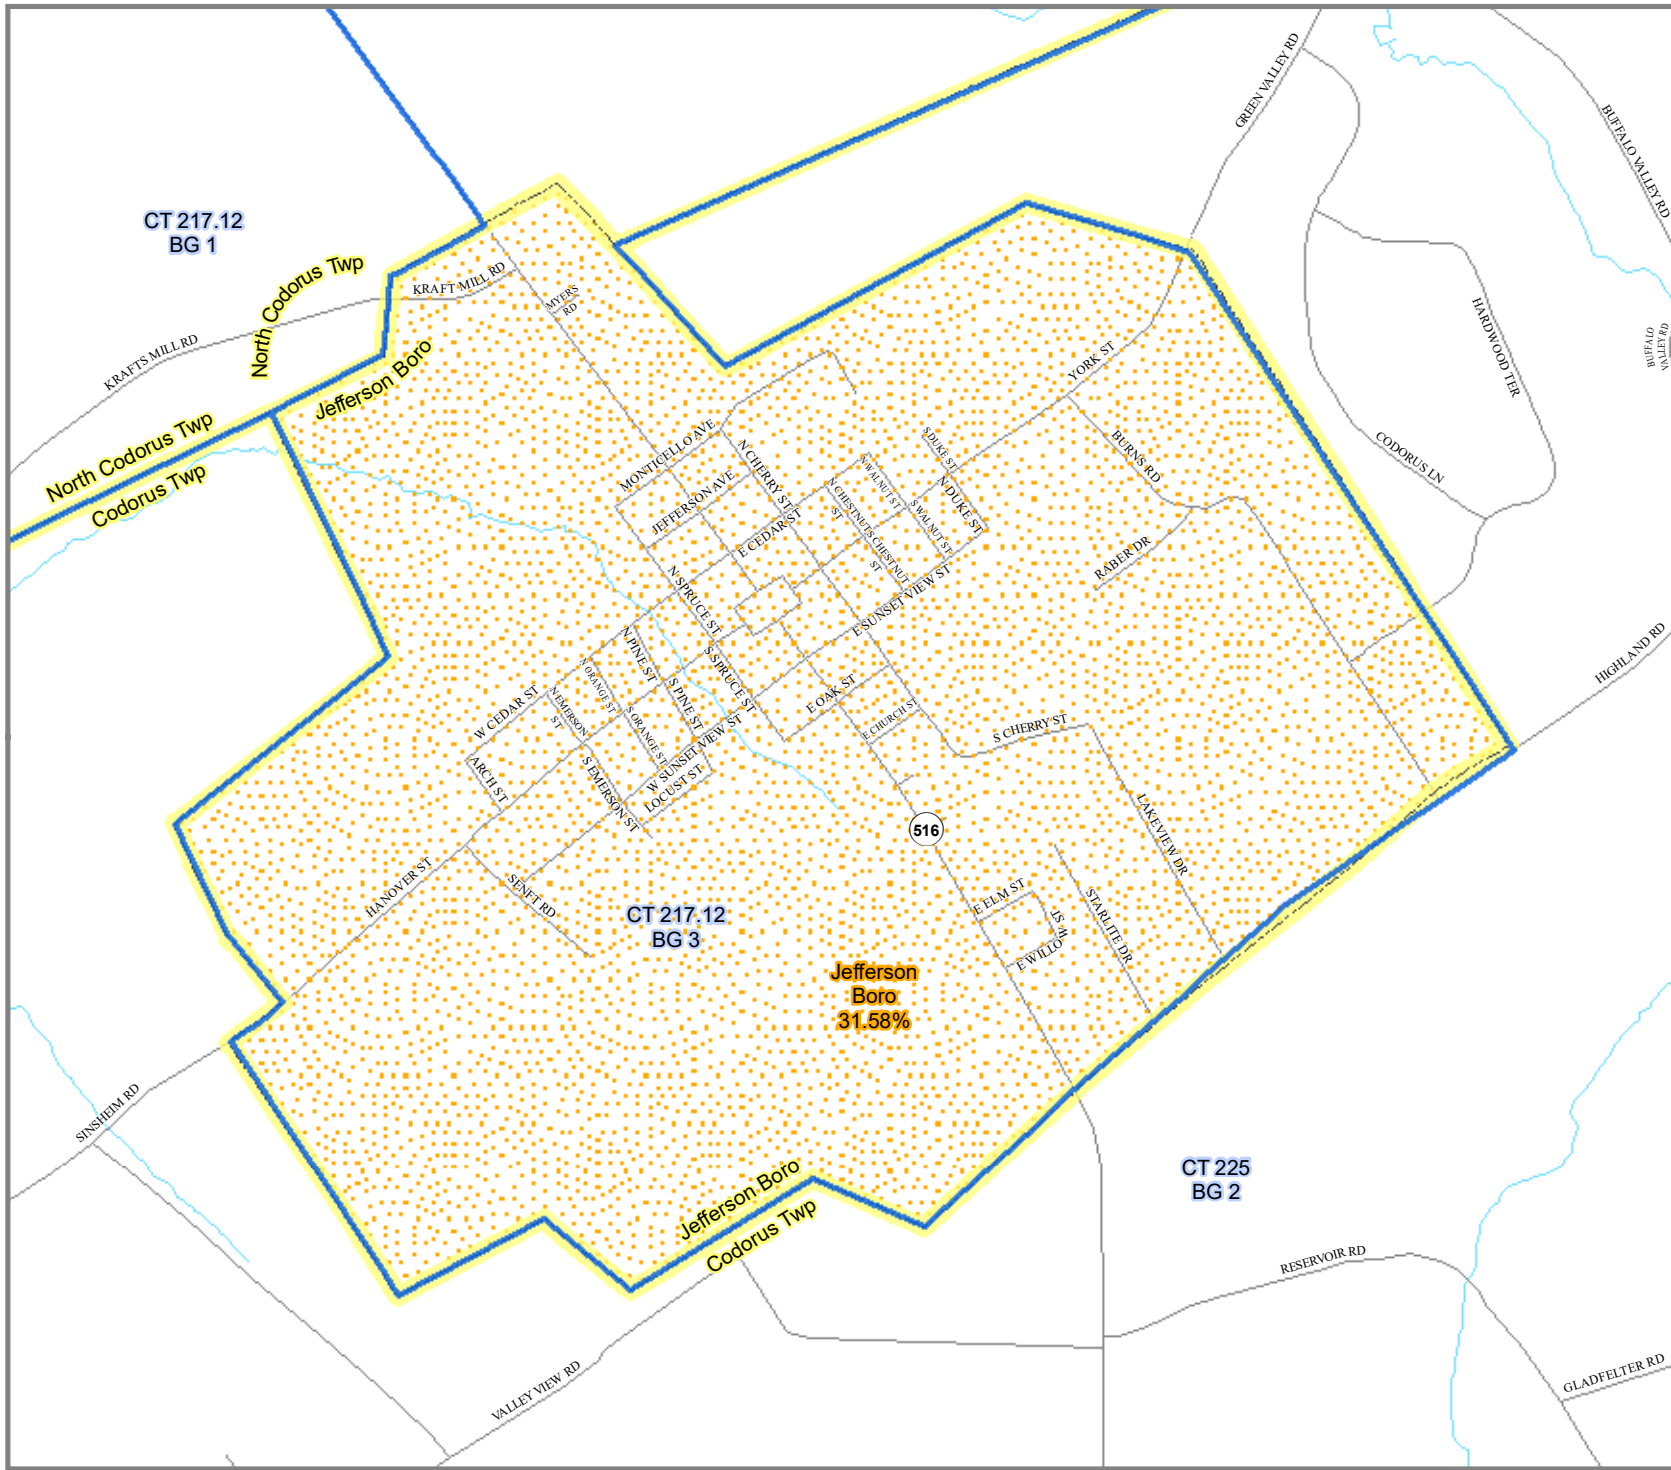 GREEN VALLEY RD
BUFFALO VALLEY RD
CT 217.12
BG 1
North Codorus Twp
KRAFT MILL RD
MYERS
RD
KRAFTS MILL RD
Jefferson Boro
HARDWOOD TER
BUFFALO
VALLEY RD
YORK ST
North Codorus Twp
Codorus Twp
MONTICELLO AVE
N CHERRY ST
S DUKE ST
BURNS RD
CODORUS LN
JEFFERSON AVE
N WALNUT ST
N CHESTNUT
ST
N DUKE ST
S WALNUT ST
E CEDAR ST
S CHESTNUT
ST
RABER DR
N SPRUCE ST
E SUNSET VIEW ST
HIGHLAND RD
N PINE ST
S SPRUCE ST
N ORANGE ST
S PINE ST
E OAK ST
W CEDAR ST
N EMERSON
ST
S ORANGE ST
E CHURCH ST
S CHERRY ST
W SUNSET VIEW ST
ARCH ST
LOCUST ST
S EMERSON ST
516
LAKEVIEW DR
HANOVER ST
SENFT RD
E ELM ST
STARLITE DR
CT 217.12
BG 3
W ST
E WILLO
Jefferson
Boro
31.58%
SINSHEIM RD
Jefferson Boro
Codorus Twp
CT 225
BG 2
RESERVOIR RD
VALLEY VIEW RD
GLADFELTER RD